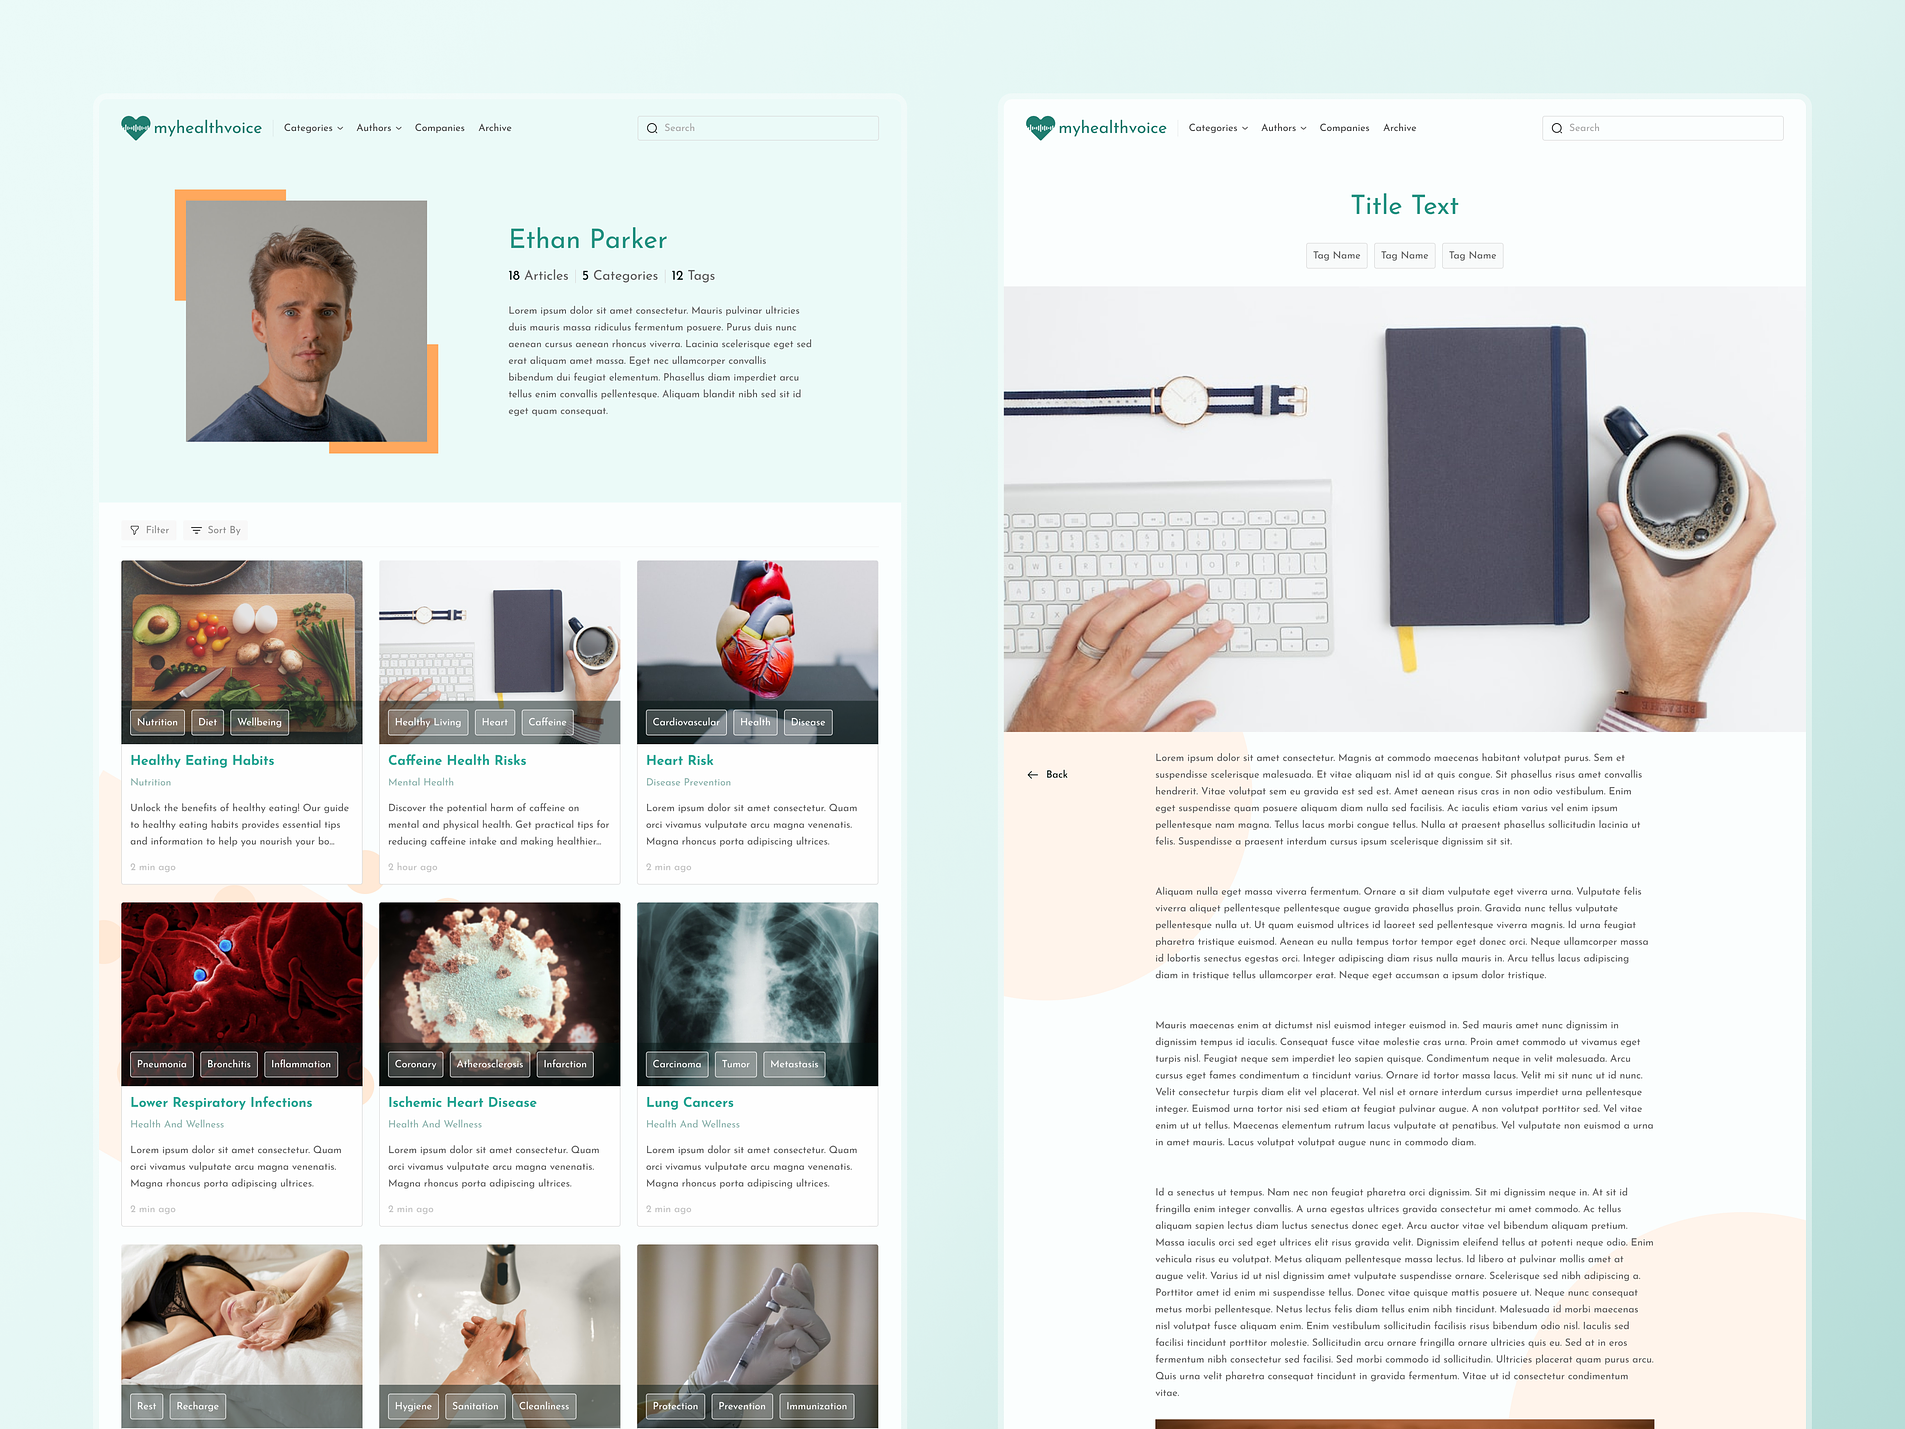 myhealthvoice
Categories
Authors
Companies
Archive
Search
Ethan Parker
18 Articles
5 Categories
12 Tags
Lorem ipsum dolor sit amet consectetur. Mauris pulvinar ultricies
duis mauris massa ridiculus fermentum posuere. Purus duis nunc
aenean cursus aenean rhoncus viverra. Lacinia scelerisque eget sed
erat aliquam amet massa. Eget nec ullamcorper convallis
bibendum dui feugiat elementum. Phasellus diam imperdiet arcu
tellus enim convallis pellentesque. Aliquam blandit nibh sed sit id
eget quam consequat.
Filter
Sort By
Nutrition
Diet
Wellbeing
Healthy Eating Habits
Nutrition
Unlock the benefits of healthy eating! Our guide
to healthy eating habits provides essential tips
and information to help you nourish your bo...
2 min ago
Healthy Living
Heart
Caffeine
Caffeine Health Risks
Mental Health
Discover the potential harm of caffeine on
mental and physical health. Get practical tips for
reducing caffeine intake and making healthier...
2 hour ago
Cardiovascular
Health
Disease
Heart Risk
Disease Prevention
Lorem ipsum dolor sit amet consectetur. Quam
orci vivamus vulputate arcu magna venenatis.
Magna rhoncus porta adipiscing ultrices.
2 min ago
Pneumonia
Bronchitis
Inflammation
Lower Respiratory Infections
Health And Wellness
Lorem ipsum dolor sit amet consectetur. Quam
orci vivamus vulputate arcu magna venenatis.
Magna rhoncus porta adipiscing ultrices.
2 min ago
Coronary
Atherosclerosis
Infarction
Ischemic Heart Disease
Health And Wellness
Lorem ipsum dolor sit amet consectetur. Quam
orci vivamus vulputate arcu magna venenatis.
Magna rhoncus porta adipiscing ultrices.
2 min ago
Carcinoma
Tumor
Metastasis
Lung Cancers
Health And Wellness
Lorem ipsum dolor sit amet consectetur. Quam
orci vivamus vulputate arcu magna venenatis.
Magna rhoncus porta adipiscing ultrices.
2 min ago
Rest
Recharge
Hygiene
Sanitation
Cleanliness
Protection
Prevention
Immunization
myhealthvoice
Categories
Authors
Companies
Archive
Search
Title Text
Tag Name
Tag Name
Tag Name
Back
Lorem ipsum dolor sit amet consectetur. Magnis at commodo maecenas habitant volutpat purus. Sem et
suspendisse scelerisque malesuada. Et vitae aliquam nisl id at quis congue. Sit phasellus risus amet convallis
hendrerit. Vitae volutpat sem eu gravida est sed est. Amet aenean risus cras in non odio vestibulum. Enim
eget suspendisse quam posuere aliquam diam nulla sed facilisis. Ac iaculis etiam varius vel enim ipsum
pellentesque nam magna. Tellus lacus morbi congue tellus. Nulla at praesent phasellus sollicitudin lacinia ut
felis. Suspendisse a praesent interdum cursus ipsum scelerisque dignissim sit sit.
Aliquam nulla eget massa viverra fermentum. Ornare a sit diam vulputate eget viverra urna. Vulputate felis
viverra aliquet pellentesque pellentesque augue gravida phasellus proin. Gravida nunc tellus vulputate
pellentesque nulla ut. Ut quam euismod ultrices id laoreet sed pellentesque viverra magnis. Id urna feugiat
pharetra tristique euismod. Aenean eu nulla tempus tortor tempor eget donec orci. Neque ullamcorper massa
id lobortis senectus egestas orci. Integer adipiscing diam risus nulla mauris in. Arcu tellus lacus adipiscing
diam in tristique tellus ullamcorper erat. Neque eget accumsan a ipsum dolor tristique.
Mauris maecenas enim at dictumst nisl euismod integer euismod in. Sed mauris amet nunc dignissim in
dignissim tempus id iaculis. Consequat fusce vitae molestie cras urna. Proin amet commodo ut vivamus eget
turpis nisl. Feugiat neque sem imperdiet leo sapien quisque. Condimentum neque in velit malesuada. Arcu
cursus eget fames condimentum a tincidunt varius. Ornare id tortor massa lacus. Velit mi sit nunc ut id nunc.
Velit consectetur turpis diam elit vel placerat. Vel nisl et ornare interdum cursus imperdiet urna pellentesque
integer. Euismod urna tortor nisi sed etiam at feugiat pulvinar augue. A non volutpat porttitor sed. Vel vitae
enim ut ut tellus. Maecenas elementum rutrum lacus vulputate at penatibus. Vel vulputate non euismod a urna
in amet mauris. Lacus volutpat volutpat augue nunc in commodo diam.
Id a senectus ut tempus. Nam nec non feugiat pharetra orci dignissim. Sit mi dignissim neque in. At sit id
fringilla enim integer convallis. A urna egestas ultrices gravida consectetur mi amet commodo. Ac tellus
aliquam sapien lectus diam luctus senectus donec eget. Arcu auctor vitae vel bibendum aliquam pretium.
Massa iaculis orci sed eget ultrices elit risus gravida velit. Dignissim eleifend tellus at potenti neque odio. Enim
vehicula risus eu volutpat. Metus aliquam pellentesque massa lectus. Id libero at pulvinar mollis amet at
augue velit. Varius id ut nisl dignissim amet vulputate suspendisse ornare. Scelerisque sed nibh adipiscing a.
Porttitor amet id enim mi suspendisse tellus. Donec vitae quisque mattis posuere ut. Neque nunc consequat
metus morbi pellentesque. Netus lectus felis diam tellus enim nibh tincidunt. Malesuada id morbi maecenas
nisl volutpat fusce aliquam enim. Enim vestibulum sollicitudin facilisis risus bibendum odio nisl. Iaculis sed
facilisi tincidunt porttitor molestie. Sollicitudin arcu ornare fringilla ornare ultricies quis eu. Sed at in eros
fermentum nibh consectetur sed facilisi. Sed morbi commodo id sollicitudin. Ultricies placerat quam purus arcu.
Quis urna velit pharetra consequat tincidunt in gravida fermentum. Vitae ut id consectetur condimentum
vitae.